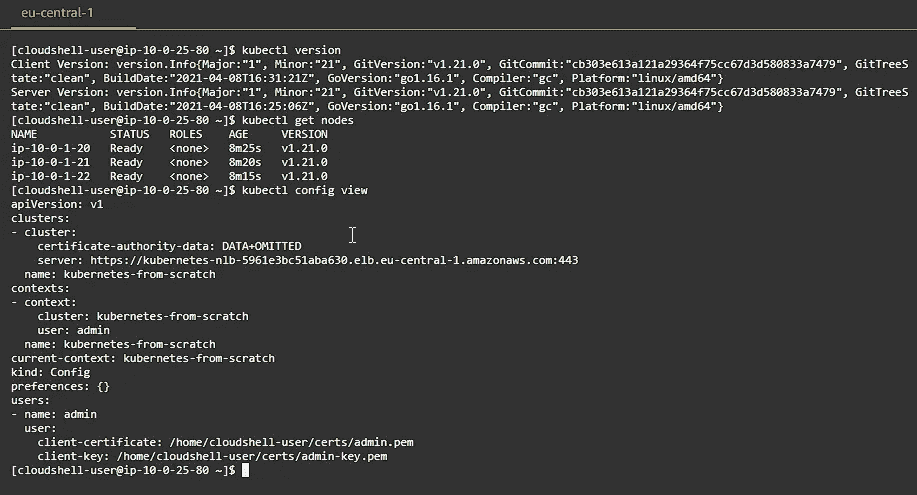 eu-central-1
[cloudshell-user@ip-10-0-25-80 ~]$ kubectl version
Client Version: version.Info{Major:"1", Minor:"21", GitVersion:"v1.21.0", GitCommit:"cb303e613a121a29364f75cc67d3d580833a7479", GitTreeS
tate:"clean", BuildDate:"2021-04-08T16:31:21Z", GoVersion:"go1.16.1", Compiler:"gc", Platform:"linux/amd64"}
Server Version: version.Info{Major:"1", Minor:"21", GitVersion:"v1.21.0", GitCommit:"cb303e613a121a29364f75cc67d3d580833a7479", GitTreeS
tate:"clean", BuildDate:"2021-04-08T16:25:06Z", GoVersion:"go1.16.1", Compiler:"gc", Platform:"linux/amd64"}
[cloudshell-user@ip-10-0-25-80 ~]$ kubectl get nodes
NAME STATUS ROLES AGE VERSION
ip-10-0-1-20 Ready <none> 8m25s v1.21.0
ip-10-0-1-21 Ready <none> 8m20s v1.21.0
ip-10-0-1-22 Ready <none> 8m15s v1.21.0
[cloudshell-user@ip-10-0-25-80 ~]$ kubectl config view
apiVersion: v1
clusters:
- cluster:
    certificate-authority-data: DATA+OMITTED
    server: https://kubernetes-nlb-5961e3bc51aba630.elb.eu-central-1.amazonaws.com:443
  name: kubernetes-from-scratch
contexts:
- context:
    cluster: kubernetes-from-scratch
    user: admin
  name: kubernetes-from-scratch
current-context: kubernetes-from-scratch
kind: Config
preferences: {}
users:
- name: admin
  user:
    client-certificate: /home/cloudshell-user/certs/admin.pem
    client-key: /home/cloudshell-user/certs/admin-key.pem
[cloudshell-user@ip-10-0-25-80 ~]$